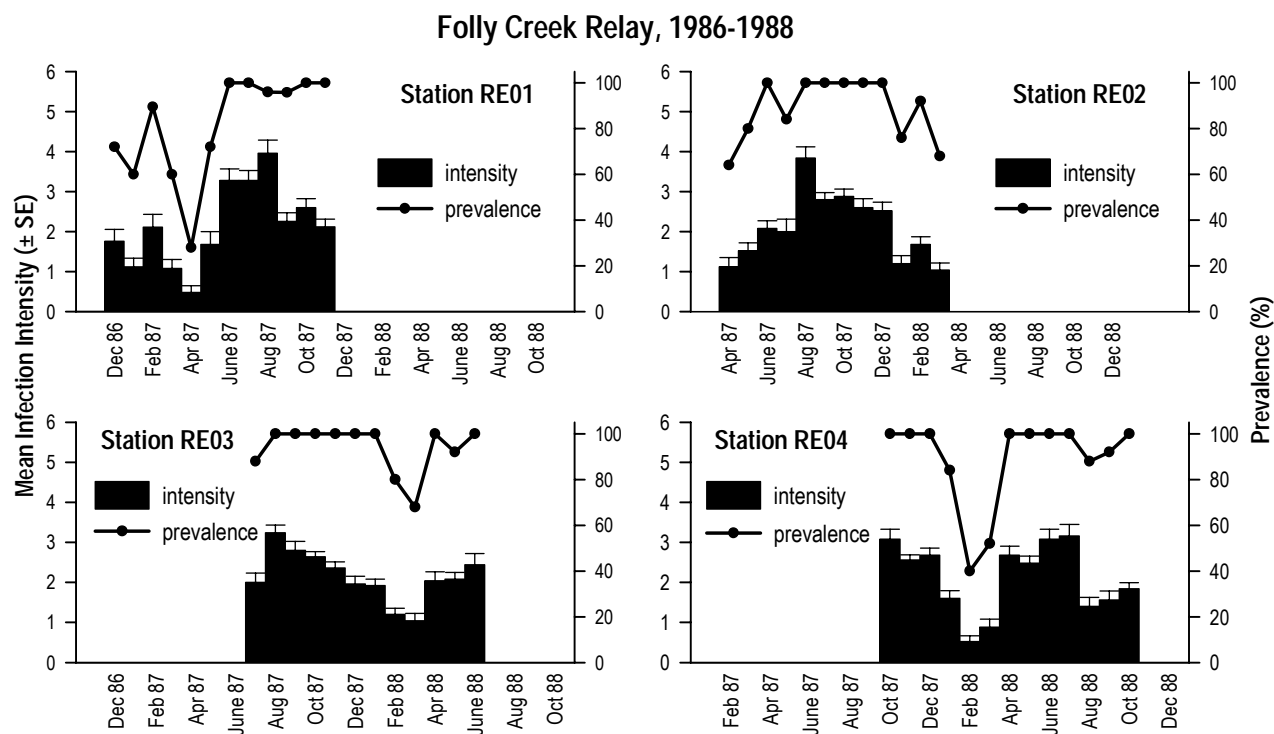 Folly Creek Relay, 1986-1988
Mean Infection Intensity (± SE)
Prevalence (%)
Station RE01
intensity
prevalence
6
5
4
3
2
1
0
100
80
60
40
20
0
Dec 86
Feb 87
Apr 87
June 87
Aug 87
Oct 87
Dec 87
Feb 88
Apr 88
June 88
Aug 88
Oct 88
Station RE02
intensity
prevalence
6
5
4
3
2
1
0
100
80
60
40
20
0
Apr 87
June 87
Aug 87
Oct 87
Dec 87
Feb 88
Apr 88
June 88
Aug 88
Oct 88
Dec 88
Station RE03
intensity
prevalence
6
5
4
3
2
1
0
100
80
60
40
20
0
Dec 86
Feb 87
Apr 87
June 87
Aug 87
Oct 87
Dec 87
Feb 88
Apr 88
June 88
Aug 88
Oct 88
Station RE04
intensity
prevalence
6
5
4
3
2
1
0
100
80
60
40
20
0
Feb 87
Apr 87
June 87
Aug 87
Oct 87
Dec 87
Feb 88
Apr 88
June 88
Aug 88
Oct 88
Dec 88